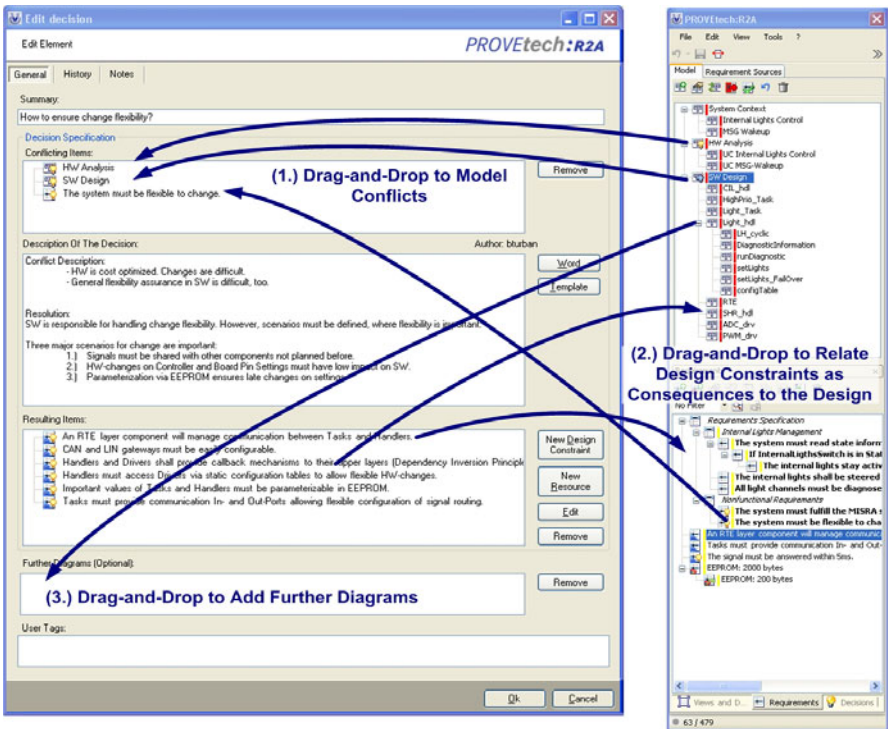 Edit decision
Edit Element
PROVEtech:R2A
General History Notes
Summary:
How to ensure change flexibility?
Decision Specification
Conflicting Items:
HW Analysis
SW Design
The system must be flexible to change.
Remove
(1.) Drag-and-Drop to Model
Conflicts
Description Of The Decision:
Author: bturban
Conflict Description:
- HW is cost optimized. Changes are difficult.
- General flexibility assurance in SW is difficult, too.
Resolution:
SW is responsible for handling change flexibility. However, scenarios must be defined, where flexibility is important.
Three major scenarios for change are important:
1.) Signals must be shared with other components not planned before.
2.) HW-changes on Controller and Board Pin Settings must have low impact on SW.
3.) Parameterization via EEPROM ensures late changes on settings.
Word
Template
Resulting Items:
An RTE layer component will manage communication between Tasks and Handlers.
CAN and LIN gateways must be easily configurable.
Handlers and Drivers shall provide callback mechanisms to their upper layers (Dependency Inversion Principle
Handlers must access Drivers via static configuration tables to allow flexible HW-changes.
Important values of Tasks and Handlers must be parameterizable in EEPROM.
Tasks must provide communication In- and Out-Ports allowing flexible configuration of signal routing.
New Design
Constraint
New
Resource
Edit
Remove
Further Diagrams (Optional):
Remove
(3.) Drag-and-Drop to Add Further Diagrams
User Tags:
Ok Cancel
PROVEtech:R2A
File Edit View Tools ?
Model Requirement Sources
System Context
Internal Lights Control
MSG Wakeup
HW Analysis
UC Internal Lights Control
UC MSG-Wakeup
SW Design
CIL_hdl
HighPrio_Task
Light_Task
Light_hdl
LH_cyclic
DiagnosticInformation
runDiagnostic
setLights
setLights_FailOver
configTable
RTE
SHR_hdl
ADC_drv
PWM_drv
(2.) Drag-and-Drop to Relate
Design Constraints as
Consequences to the Design
No Filter
Requirements Specification
Internal Lights Management
The system must read state inform
If InternalLigthsSwitch is in Stat
The internal lights stay activ
The internal lights shall be steered
All light channels must be diagnose
Nonfunctional Requirements
The system must fulfill the MISRA s
The system must be flexible to cha
An RTE layer component will manage communica
Tasks must provide communication In- and Out-
The signal must be answered within 5ms.
EEPROM: 2000 bytes
EEPROM: 200 bytes
Views and D... Requirements Decisions
63 / 479